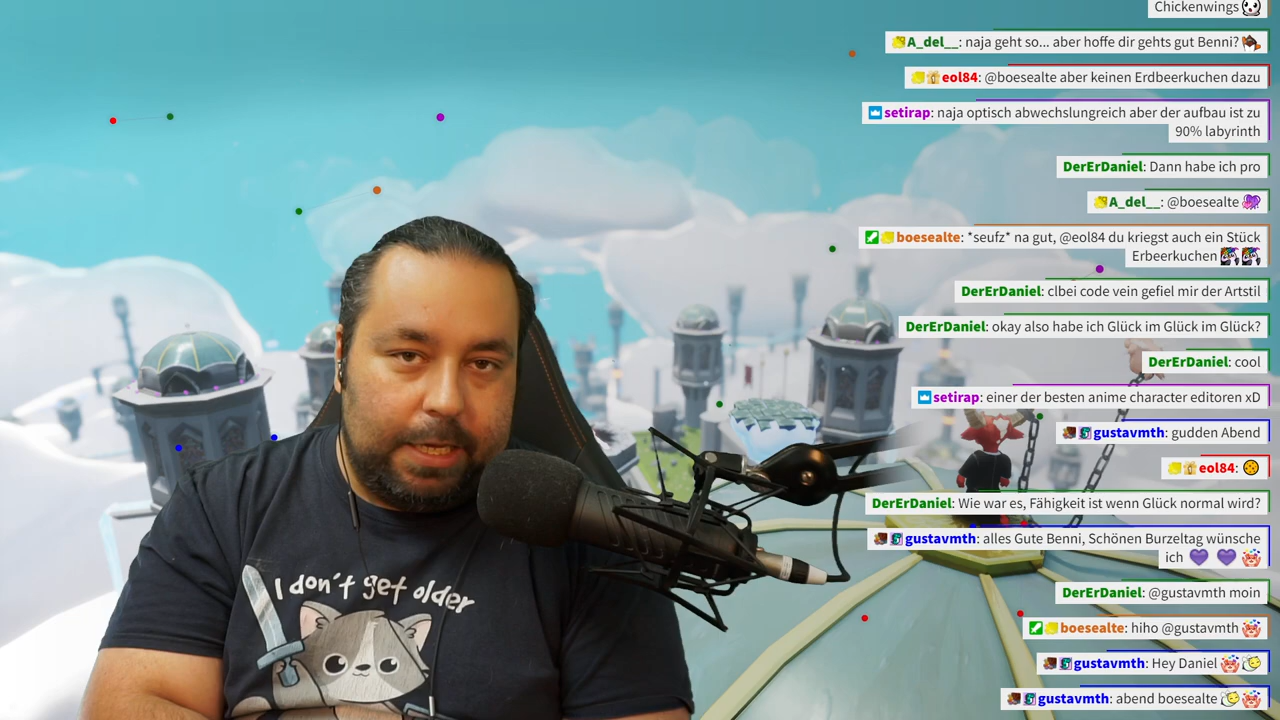 Chickenwings
A_del__: naja geht so... aber hoffe dir gehts gut Benni?
eol84: @boesealte aber keinen Erdbeerkuchen dazu
setirap: naja optisch abwechslungreich aber der aufbau ist zu
90% labyrinth
DerErDaniel: Dann habe ich pro
A_del__: @boesealte
boesealte: *seufz* na gut, @eol84 du kriegst auch ein Stück
Erbeerkuchen
DerErDaniel: clbei code vein gefiel mir der Artstil
DerErDaniel: okay also habe ich Glück im Glück im Glück?
DerErDaniel: cool
setirap: einer der besten anime character editoren xD
gustavmth: gudden Abend
eol84:
DerErDaniel: Wie war es, Fähigkeit ist wenn Glück normal wird?
gustavmth: alles Gute Benni, Schönen Burzeltag wünsche
ich
DerErDaniel: @gustavmth moin
boesealte: hiho @gustavmth
gustavmth: Hey Daniel
gustavmth: abend boesealte
I don't get older